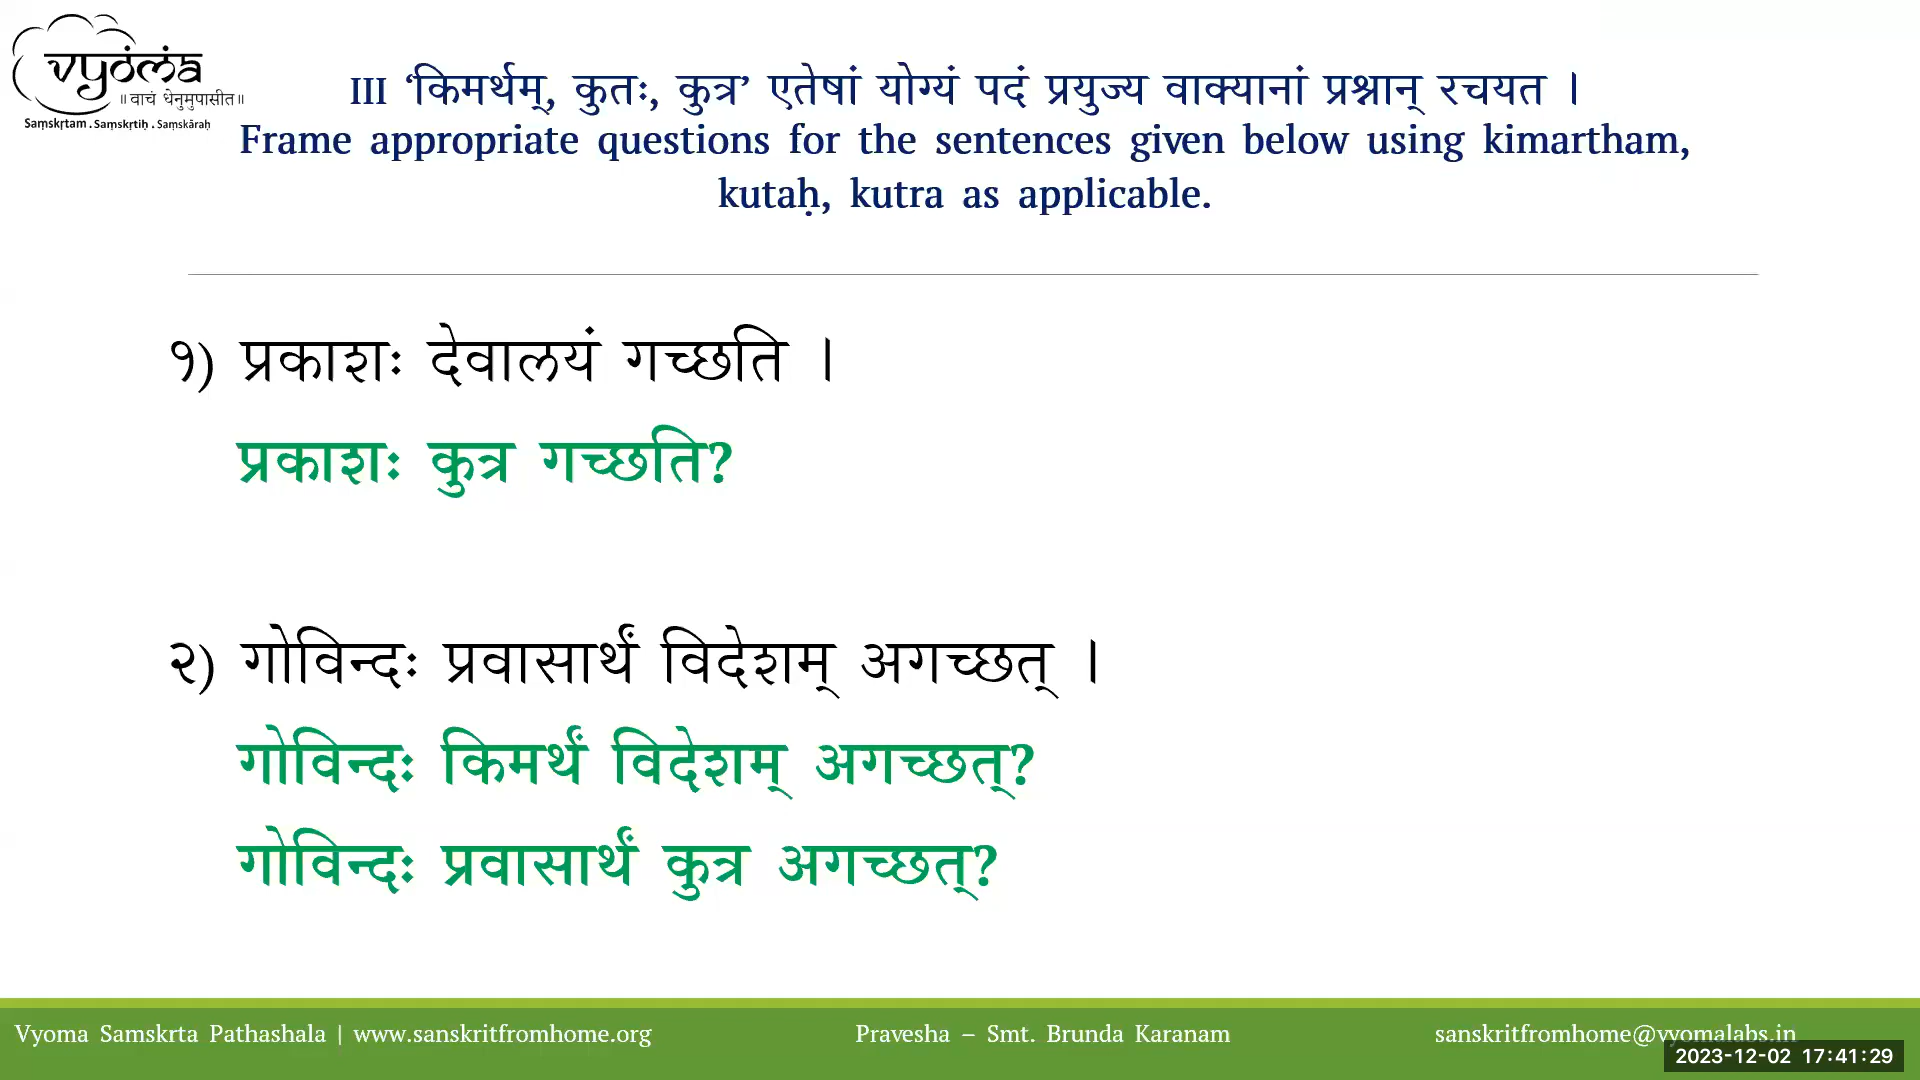 vyoma
॥ वाचं धेनुमुपासीत॥
Saṃskṛtam . Saṃskṛtiḥ . Saṃskāraḥ
III ‘किमर्थम्, कुतः, कुत्र’ एतेषां योग्यं पदं प्रयुज्य वाक्यानां प्रश्नान् रचयत ।
Frame appropriate questions for the sentences given below using kimartham,
kutaḥ, kutra as applicable.
१) प्रकाशः देवालयं गच्छति ।
प्रकाशः कुत्र गच्छति?
२) गोविन्दः प्रवासार्थं विदेशम् अगच्छत् ।
गोविन्दः किमर्थं विदेशम् अगच्छत्?
गोविन्दः प्रवासार्थं कुत्र अगच्छत्?
Vyoma Samskrta Pathashala | www.sanskritfromhome.org Pravesha – Smt. Brunda Karanam sanskritfromhome@vyomalabs.in
2023-12-02 17:41:29